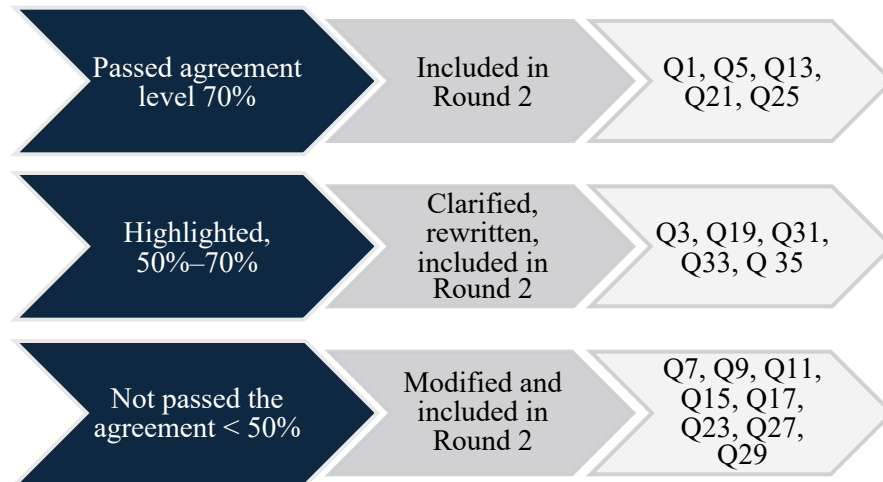 Passed agreement
level 70%
Included in
Round 2
Q1, Q5, Q13,
Q21, Q25
Highlighted,
50%–70%
Clarified,
rewritten,
included in
Round 2
Q3, Q19, Q31,
Q33, Q 35
Not passed the
agreement < 50%
Modified and
included in
Round 2
Q7, Q9, Q11,
Q15, Q17,
Q23, Q27,
Q29